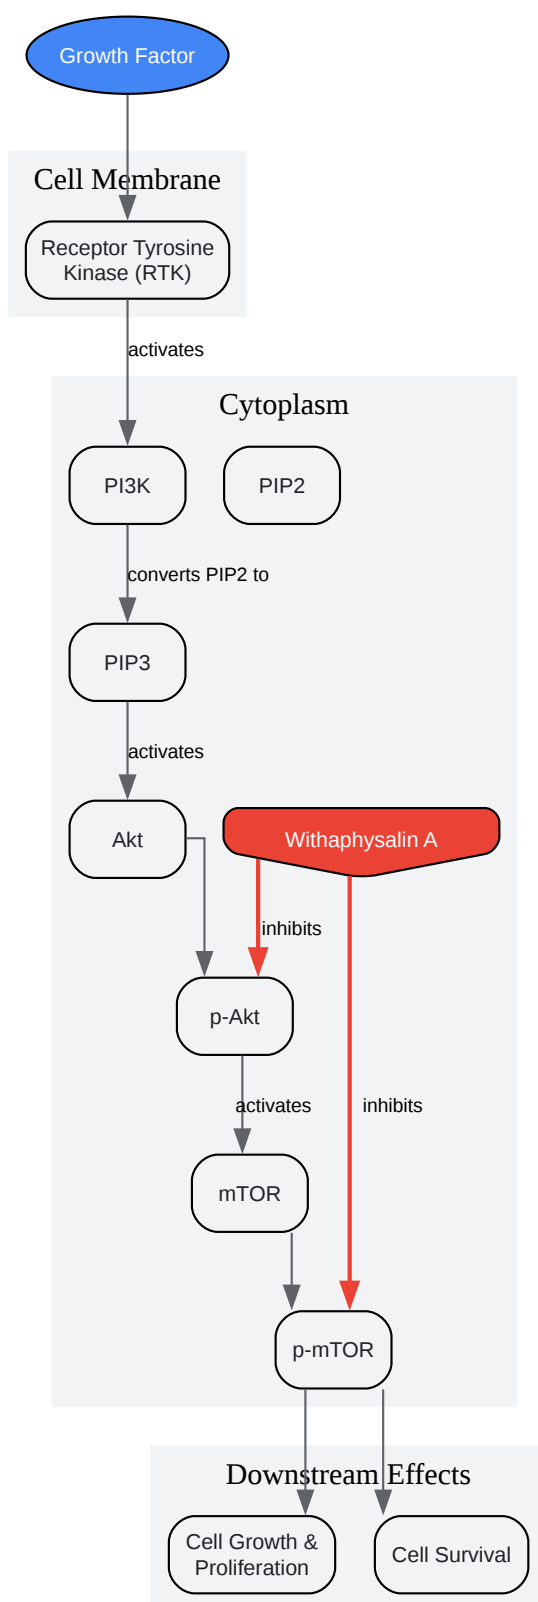 Growth Factor
Cell Membrane
Receptor Tyrosine
Kinase (RTK)
activates
Cytoplasm
PI3K
PIP2
converts PIP2 to
PIP3
activates
Akt
Withaphysalin A
inhibits
p-Akt
activates
inhibits
mTOR
p-mTOR
Downstream Effects
Cell Growth &
Proliferation
Cell Survival